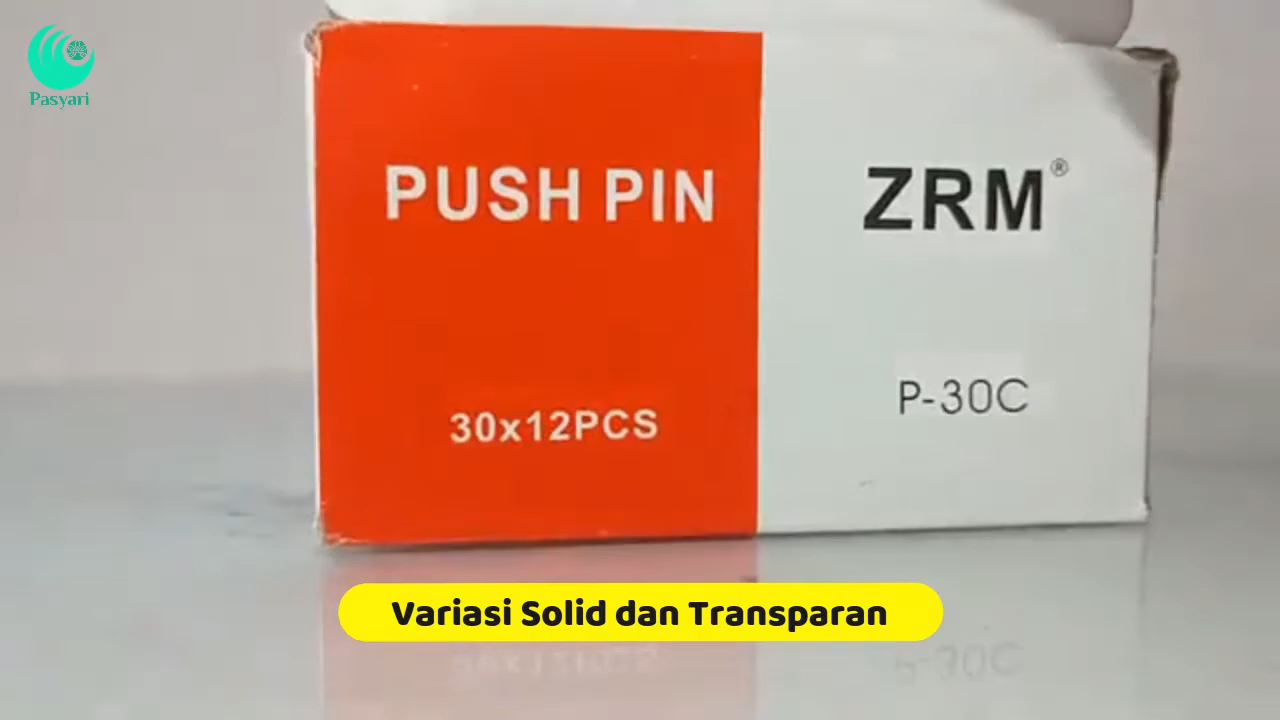 Pasyari
PUSH PIN
ZRM®
30x12PCS
P-30C
Variasi Solid dan Transparan